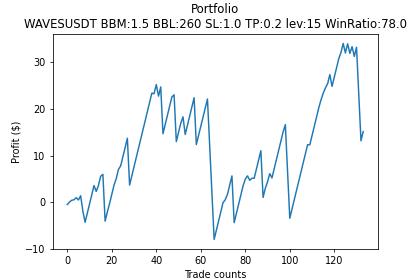 Portfolio
WAVESUSDT BBM:1.5 BBL:260 SL:1.0 TP:0.2 lev:15 WinRatio:78.0
30
20
10
0
−10
Profit ($)
0 20 40 60 80 100 120
Trade counts